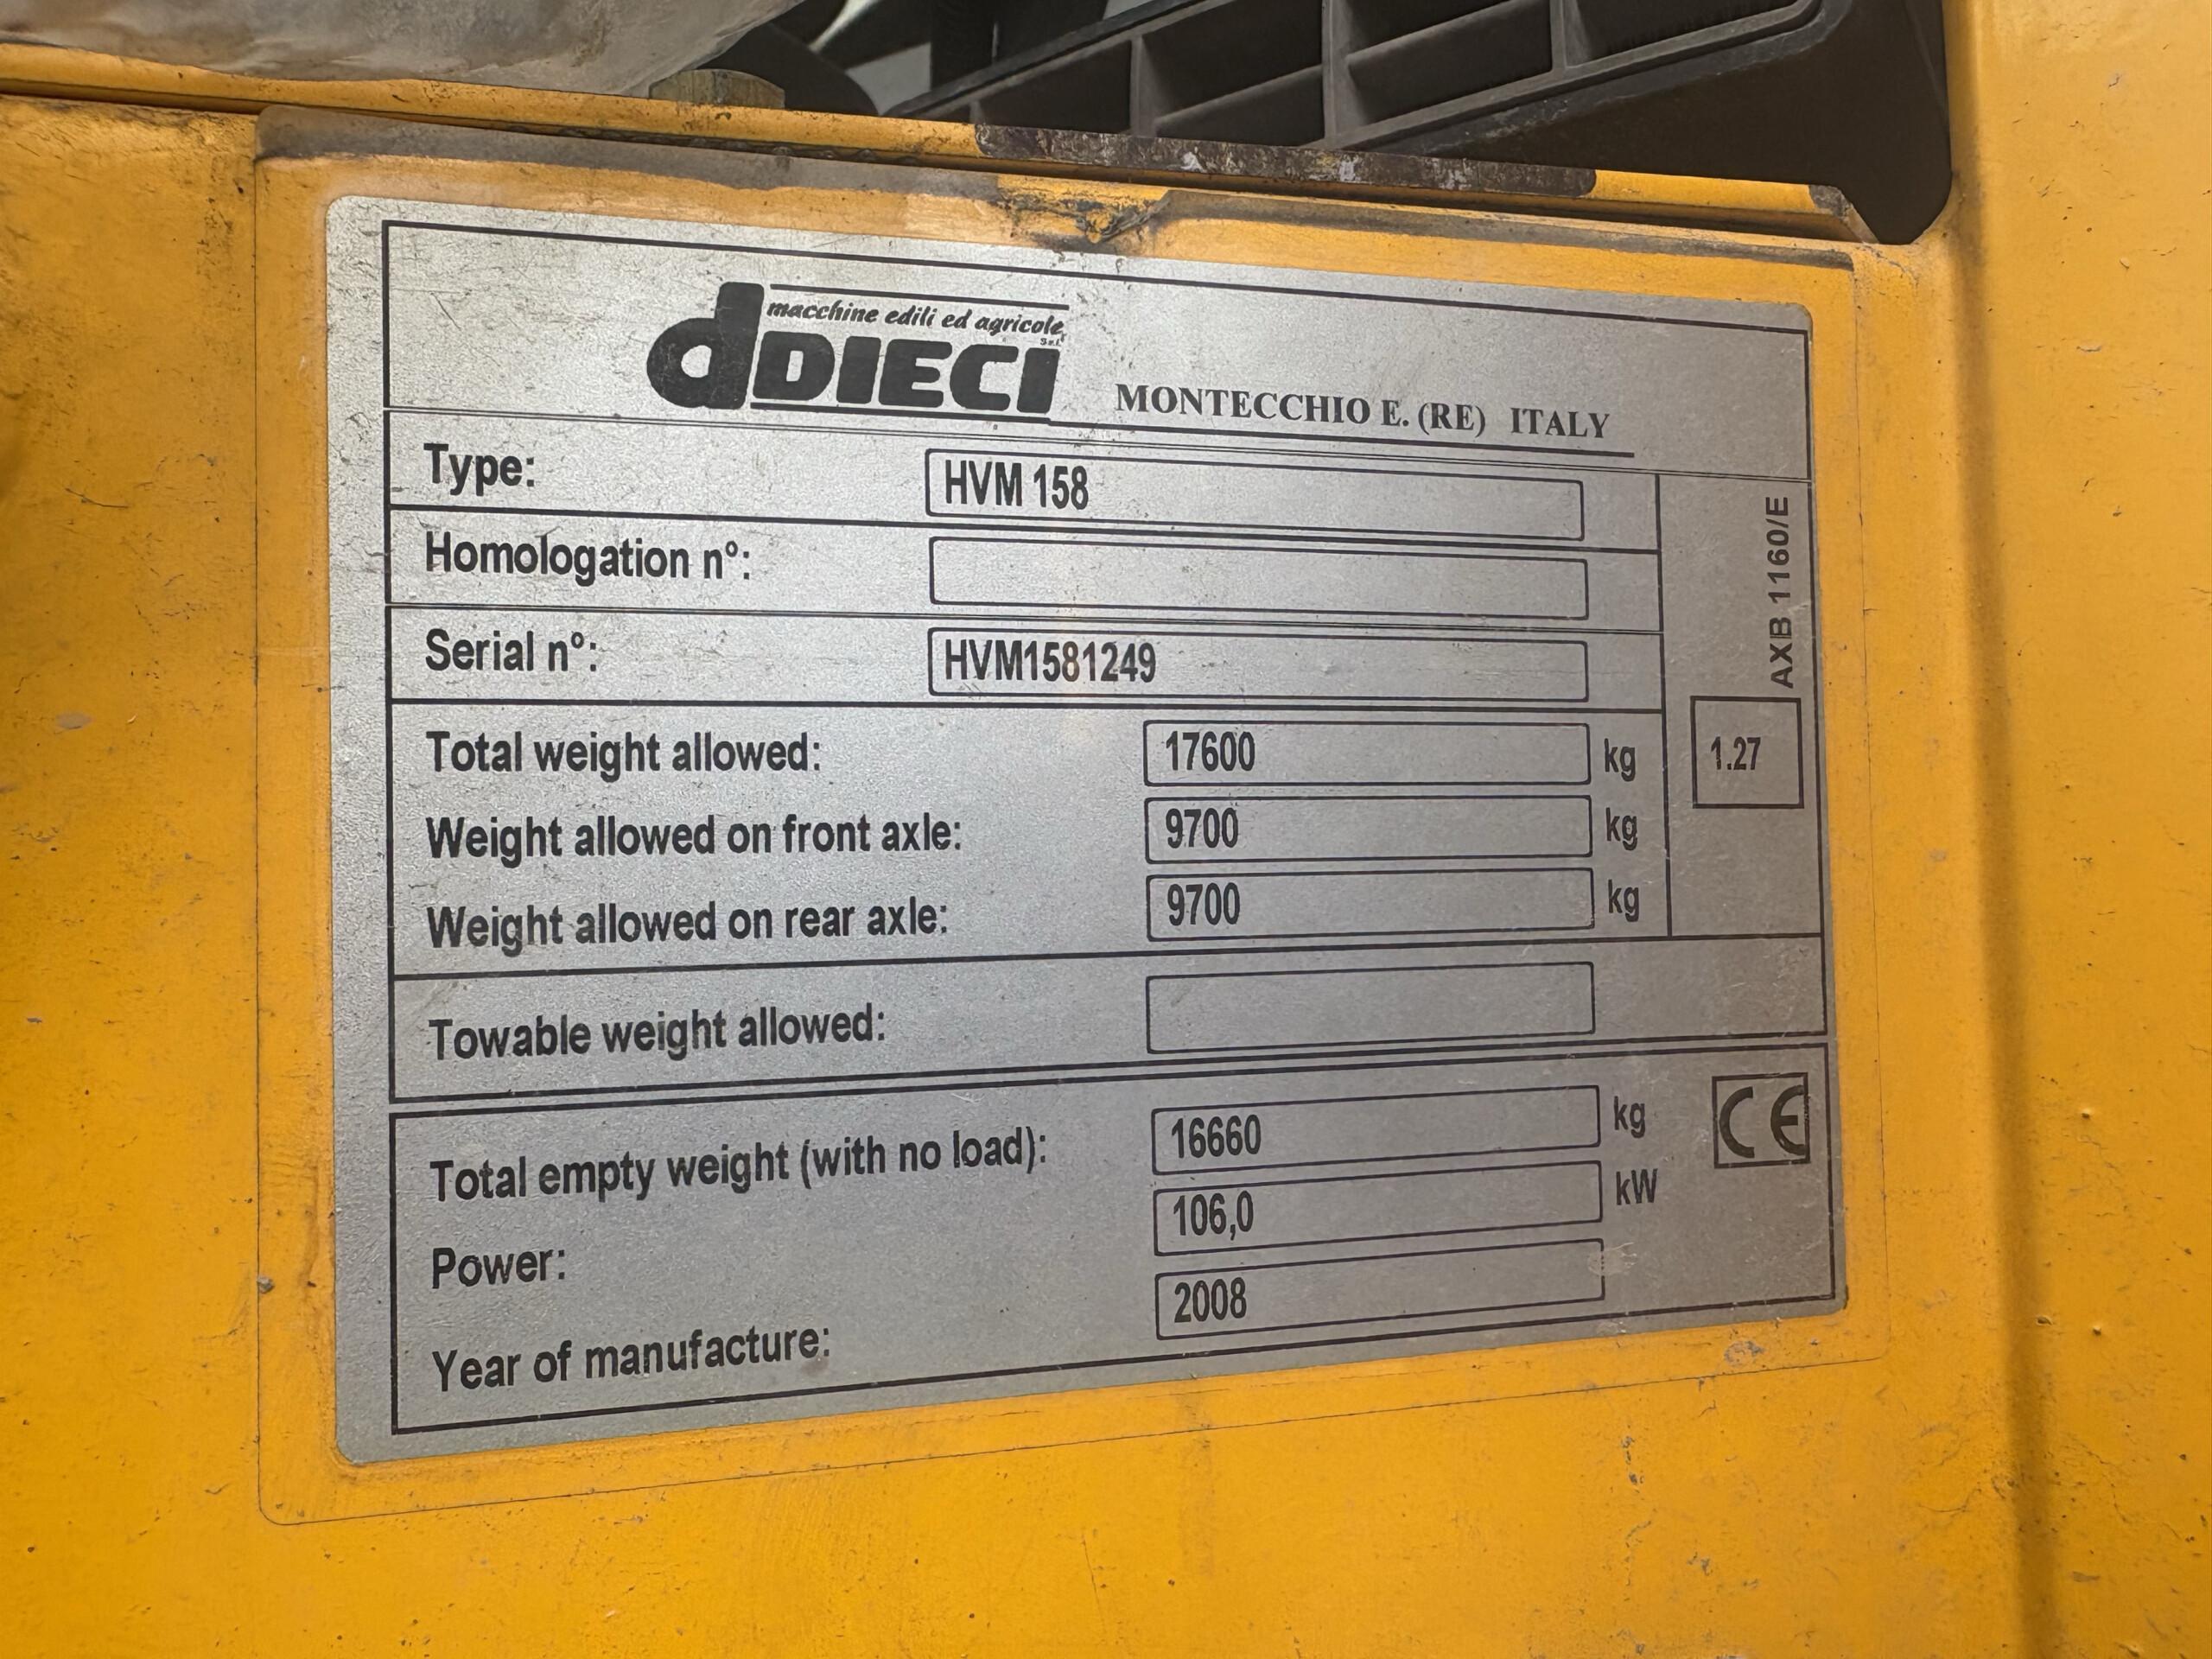 macchine edili ed agricole
S.r.l.
dDIECI
MONTECCHIO E. (RE) ITALY
Type: HVM 158
Homologation n°:
Serial n°: HVM1581249
AXB 1160/E
1.27
Total weight allowed: 17600 kg
Weight allowed on front axle: 9700 kg
Weight allowed on rear axle: 9700 kg
Towable weight allowed:
Total empty weight (with no load): 16660 kg
CE
Power: 106,0 kW
Year of manufacture: 2008